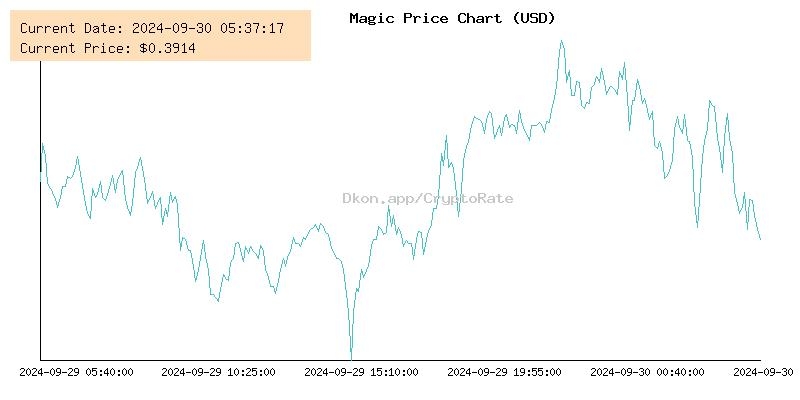 Magic Price Chart (USD)
Current Date: 2024-09-30 05:37:17
Current Price: $0.3914
Dkon.app/CryptoRate
2024-09-29 05:40:00 2024-09-29 10:25:00 2024-09-29 15:10:00 2024-09-29 19:55:00 2024-09-30 00:40:00 2024-09-30